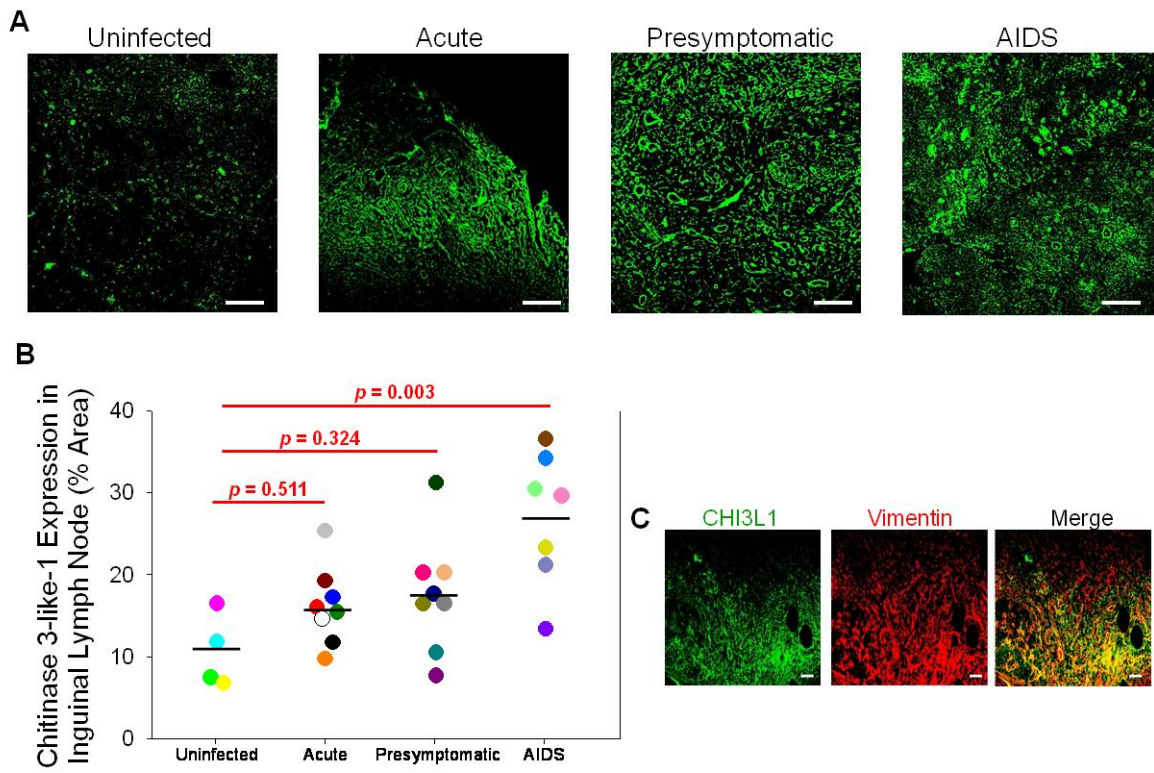 A
Uninfected
Acute
Presymptomatic
AIDS
B
Chitinase 3-like-1 Expression in
Inguinal Lymph Node (% Area)
40
30
20
10
0
p = 0.003
p = 0.324
p = 0.511
Uninfected
Acute
Presymptomatic
AIDS
C
CHI3L1
Vimentin
Merge